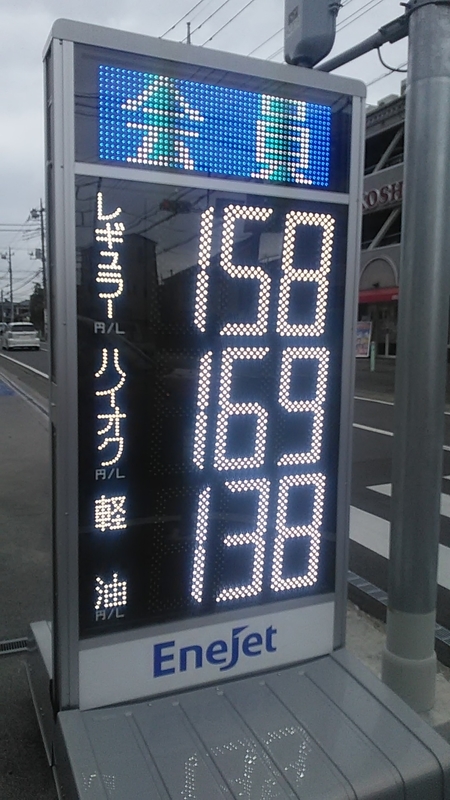 会員
レギュラー 158
円/L
ハイオク 169
円/L
軽油 138
円/L
EneJet
OSH